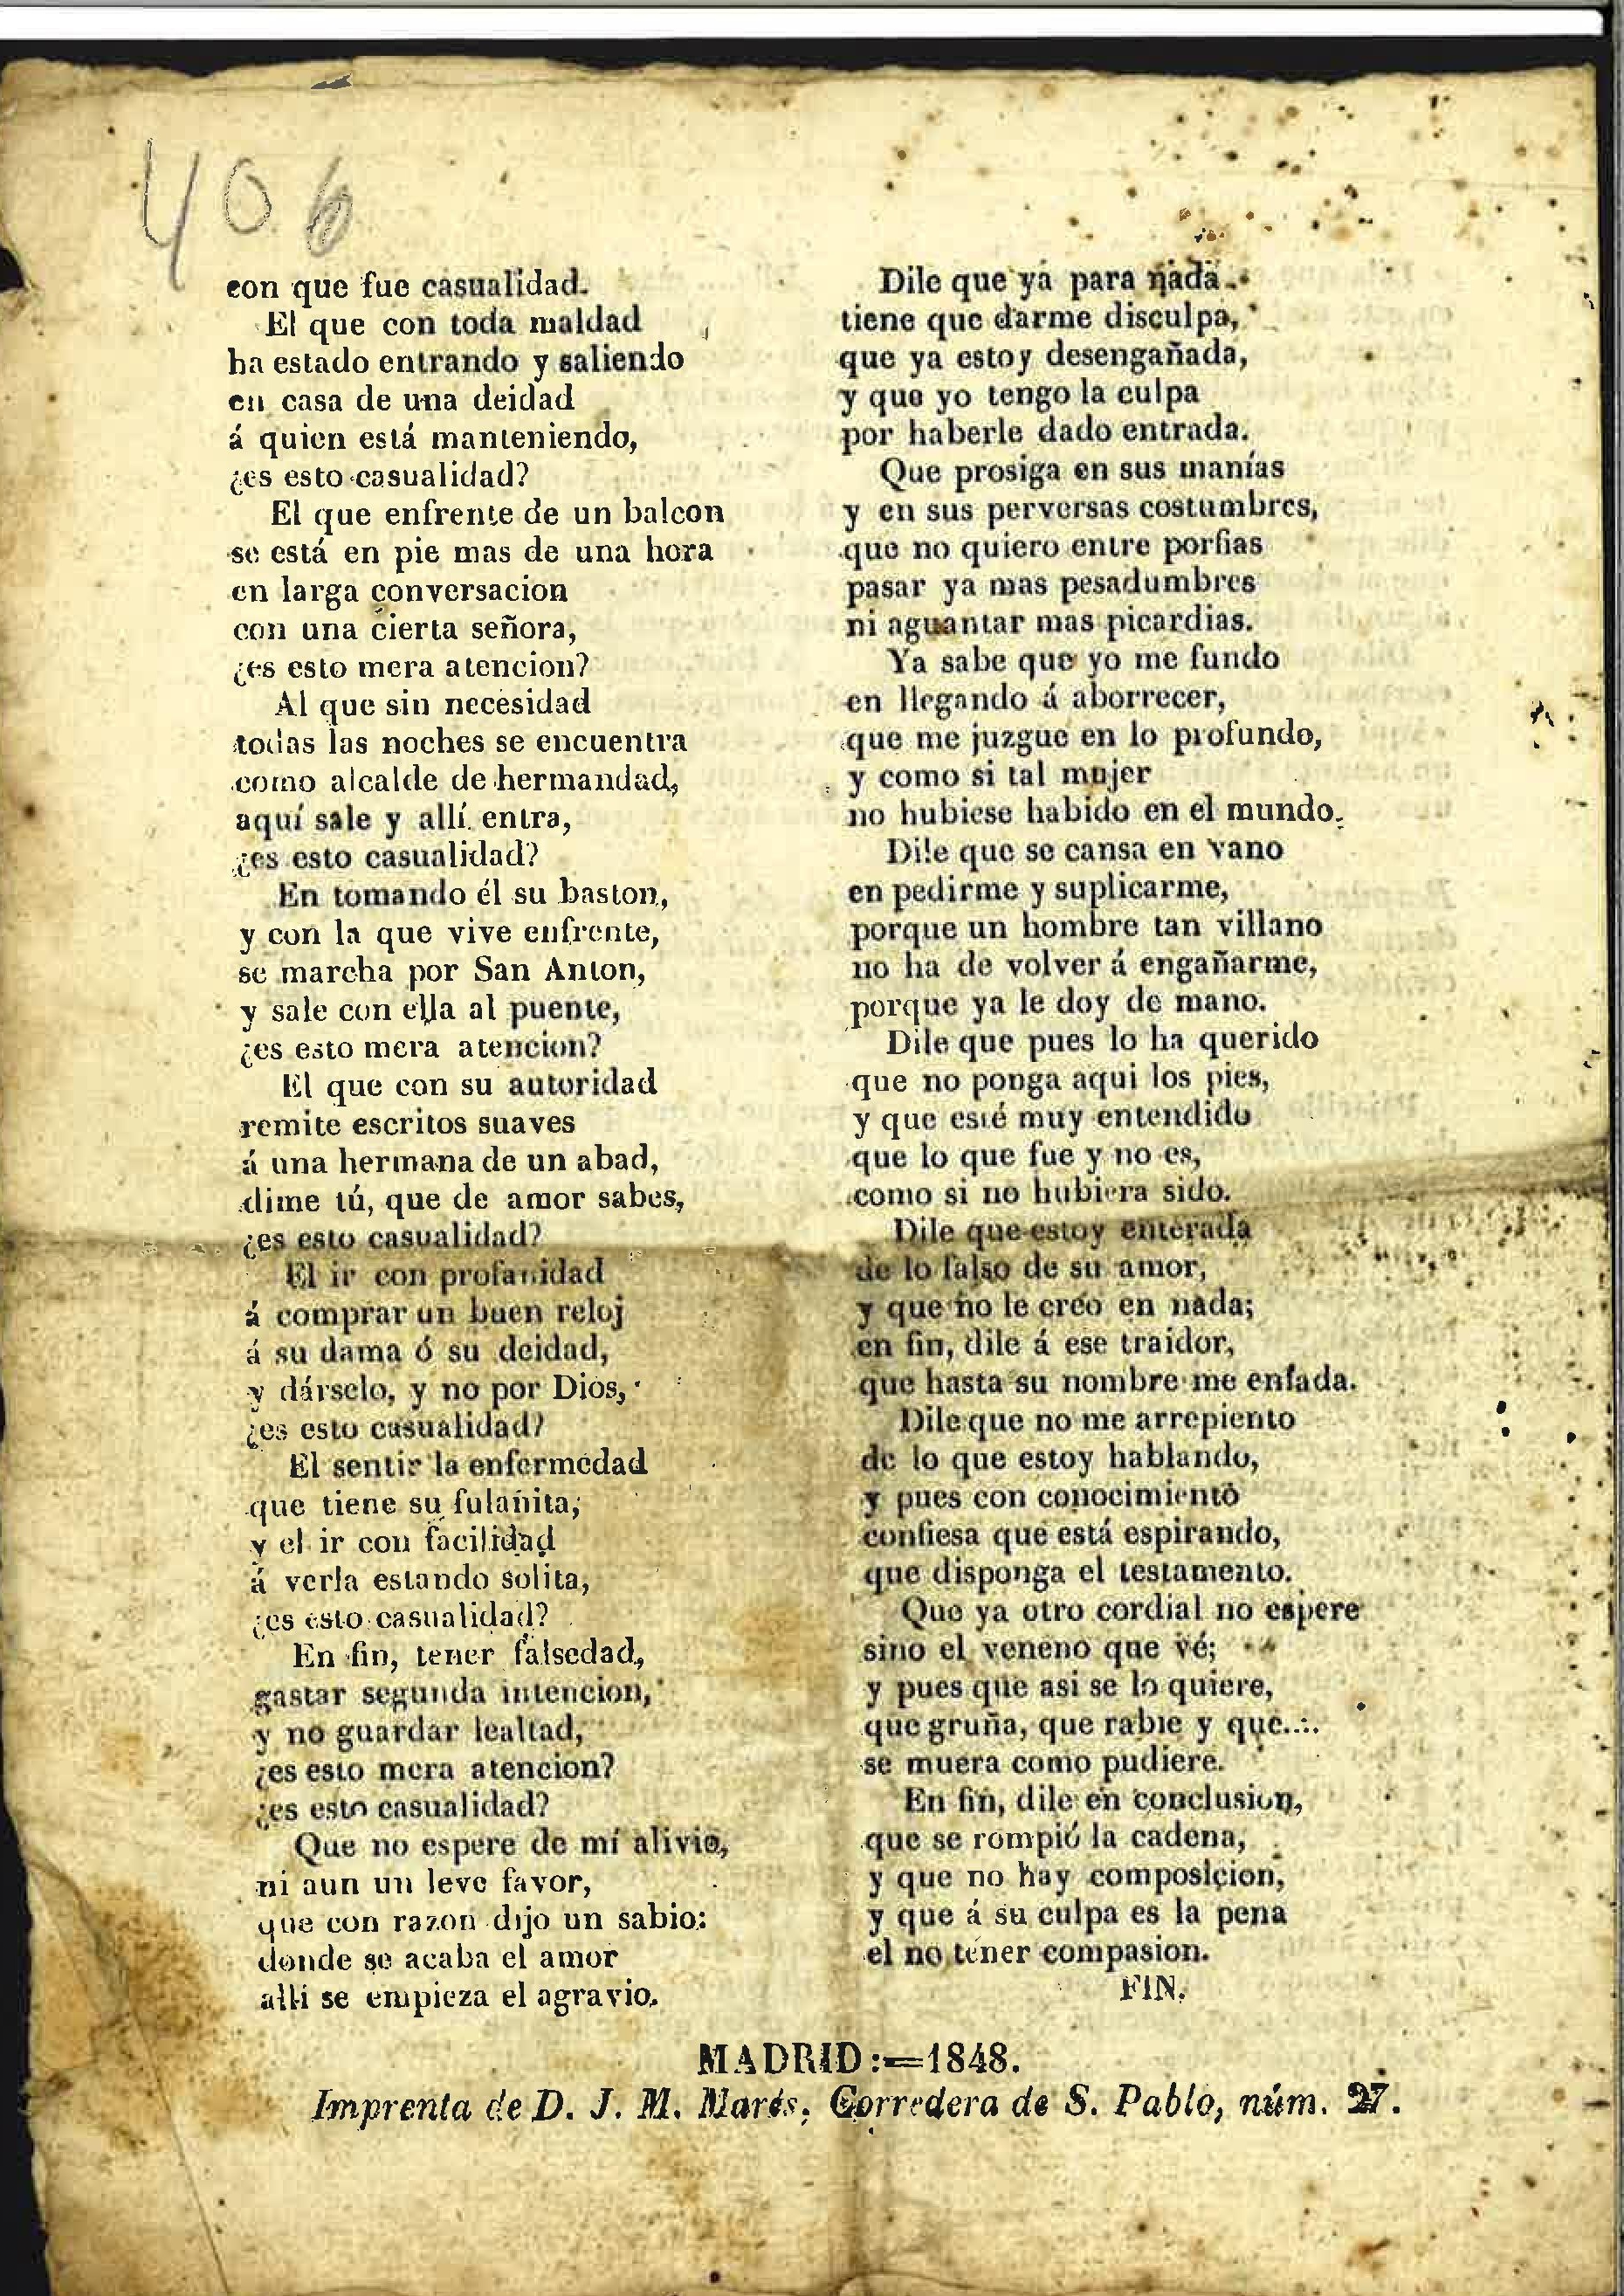 406
con que fue casualidad.
El que con toda maldad
ha estado entrando y saliendo
en casa de una deidad
á quien está manteniendo,
¿es esto casualidad?
El que enfrente de un balcon
se está en pie mas de una hora
en larga conversacion
con una cierta señora,
¿es esto mera atencion?
Al que sin necesidad
todas las noches se encuentra
como alcalde de hermandad,
aquí sale y allí entra,
¿es esto casualidad?
En tomando él su baston,
y con la que vive enfrente,
se marcha por San Anton,
y sale con ella al puente,
¿es esto mera atencion?
El que con su autoridad
remite escritos suaves
á una hermana de un abad,
dime tú, que de amor sabes,
¿es esto casualidad?
El ir con profanidad
á comprar un buen reloj
á su dama ó su deidad,
y dárselo, y no por Dios,
¿es esto casualidad?
El sentir la enfermedad
que tiene su fulanita,
y el ir con facilidad
á verla estando solita,
¿es esto casualidad?
En fin, tener falsedad,
gastar segunda intencion,
y no guardar lealtad,
¿es esto mera atencion?
¿es esto casualidad?
Que no espere de mí alivio,
ni aun un leve favor,
que con razon dijo un sabio:
donde se acaba el amor
allí se empieza el agravio.
Dile que ya para nada
tiene que darme disculpa,
que ya estoy desengañada,
y que yo tengo la culpa
por haberle dado entrada.
Que prosiga en sus manías
y en sus perversas costumbres,
que no quiero entre porfias
pasar ya mas pesadumbres
ni aguantar mas picardias.
Ya sabe que yo me fundo
en llegando á aborrecer,
que me juzgue en lo profundo,
y como si tal mujer
no hubiese habido en el mundo.
Dile que se cansa en vano
en pedirme y suplicarme,
porque un hombre tan villano
no ha de volver á engañarme,
porque ya le doy de mano.
Dile que pues lo ha querido
que no ponga aqui los pies,
y que esté muy entendido
que lo que fue y no es,
como si no hubiera sido.
Dile que estoy enterada
de lo falso de su amor,
y que no le creo en nada;
en fin, dile á ese traidor,
que hasta su nombre me enfada.
Dile que no me arrepiento
de lo que estoy hablando,
y pues con conocimiento
confiesa que está espirando,
que disponga el testamento.
Que ya otro cordial no espere
sino el veneno que vé;
y pues que asi se lo quiere,
que gruña, que rabie y que....
se muera como pudiere.
En fin, dile en conclusion,
que se rompió la cadena,
y que no hay composicion,
y que á su culpa es la pena
el no tener compasion.
FIN.
MADRID:=1848.
Imprenta de D. J. M. Marés, Corredera de S. Pablo, núm. 27.